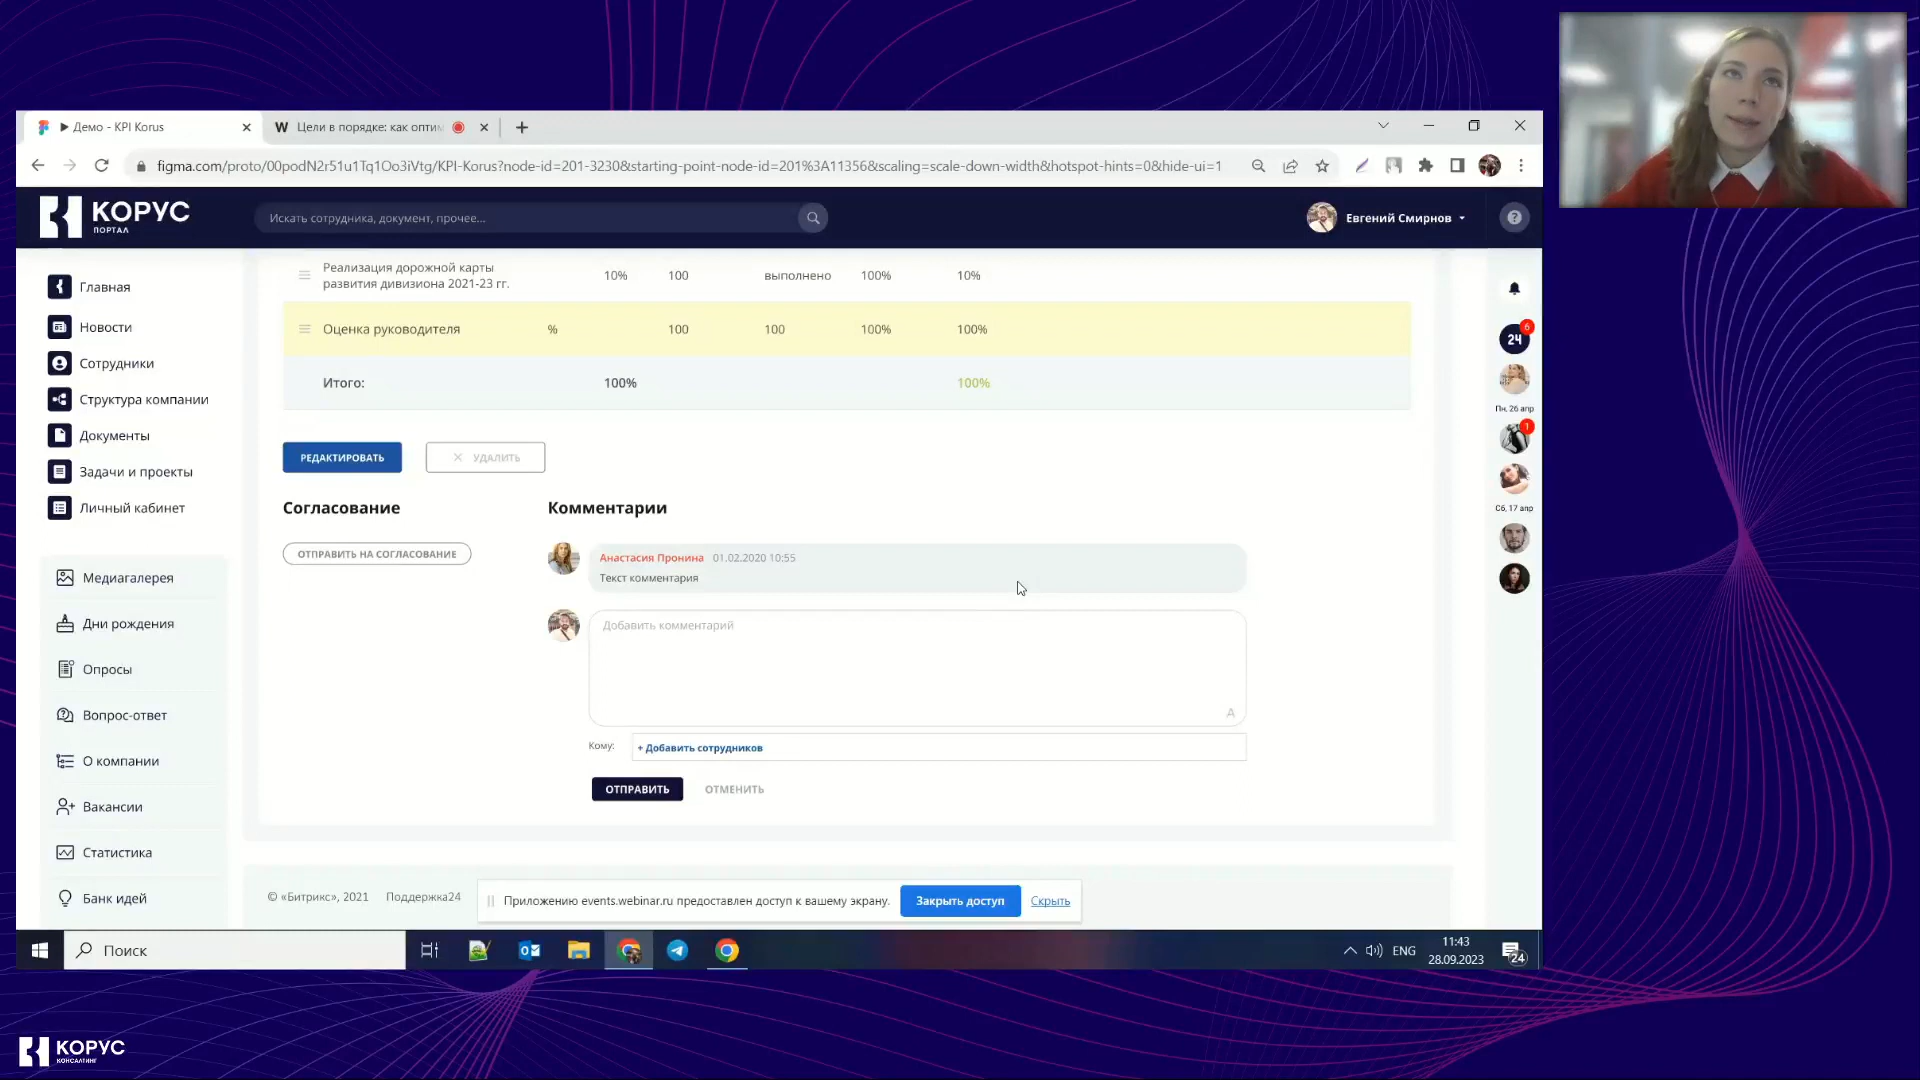 Демо - KPI Korus
W Цели в порядке: как опти
figma.com/proto/00podN2r51u1Tq1Oo3iVtg/KPI-Korus?node-id=201-3230&starting-point-node-id=201%3A11356&scaling=scale-down-width&hotspot-hints=0&hide-ui=1
КОРУС
ПОРТАЛ
Искать сотрудника, документ, прочее...
Евгений Смирнов
?
Главная
Новости
Сотрудники
Структура компании
Документы
Задачи и проекты
Личный кабинет
Медиагалерея
Дни рождения
Опросы
Вопрос-ответ
О компании
Вакансии
Статистика
Банк идей
Реализация дорожной карты
развития дивизиона 2021-23 гг.
10% 100 выполнено 100% 10%
Оценка руководителя % 100 100 100% 100%
Итого: 100% 100%
РЕДАКТИРОВАТЬ
УДАЛИТЬ
Согласование
ОТПРАВИТЬ НА СОГЛАСОВАНИЕ
Комментарии
Анастасия Пронина 01.02.2020 10:55
Текст комментария
Добавить комментарий
A
Кому:
+ Добавить сотрудников
ОТПРАВИТЬ
ОТМЕНИТЬ
6
24
Пн, 26 апр
1
Сб, 17 апр
© «Битрикс», 2021 Поддержка24
Приложению events.webinar.ru предоставлен доступ к вашему экрану.
Закрыть доступ
Скрыть
Поиск
ENG
11:43
28.09.2023
24
КОРУС
КОНСАЛТИНГ